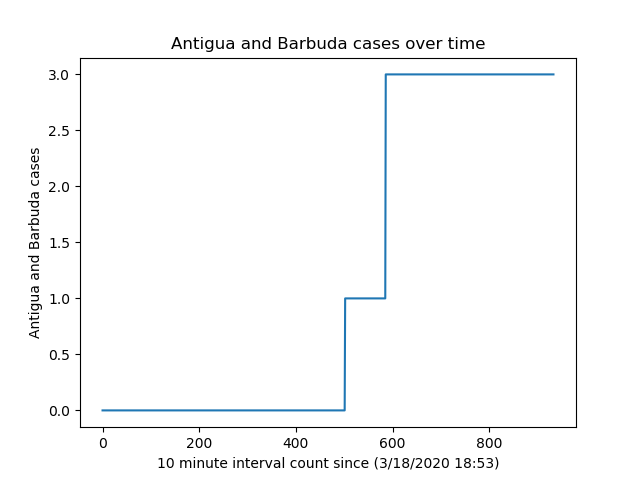 Antigua and Barbuda cases over time
3.0
2.5
2.0
1.5
1.0
0.5
0.0
Antigua and Barbuda cases
0 200 400 600 800
10 minute interval count since (3/18/2020 18:53)